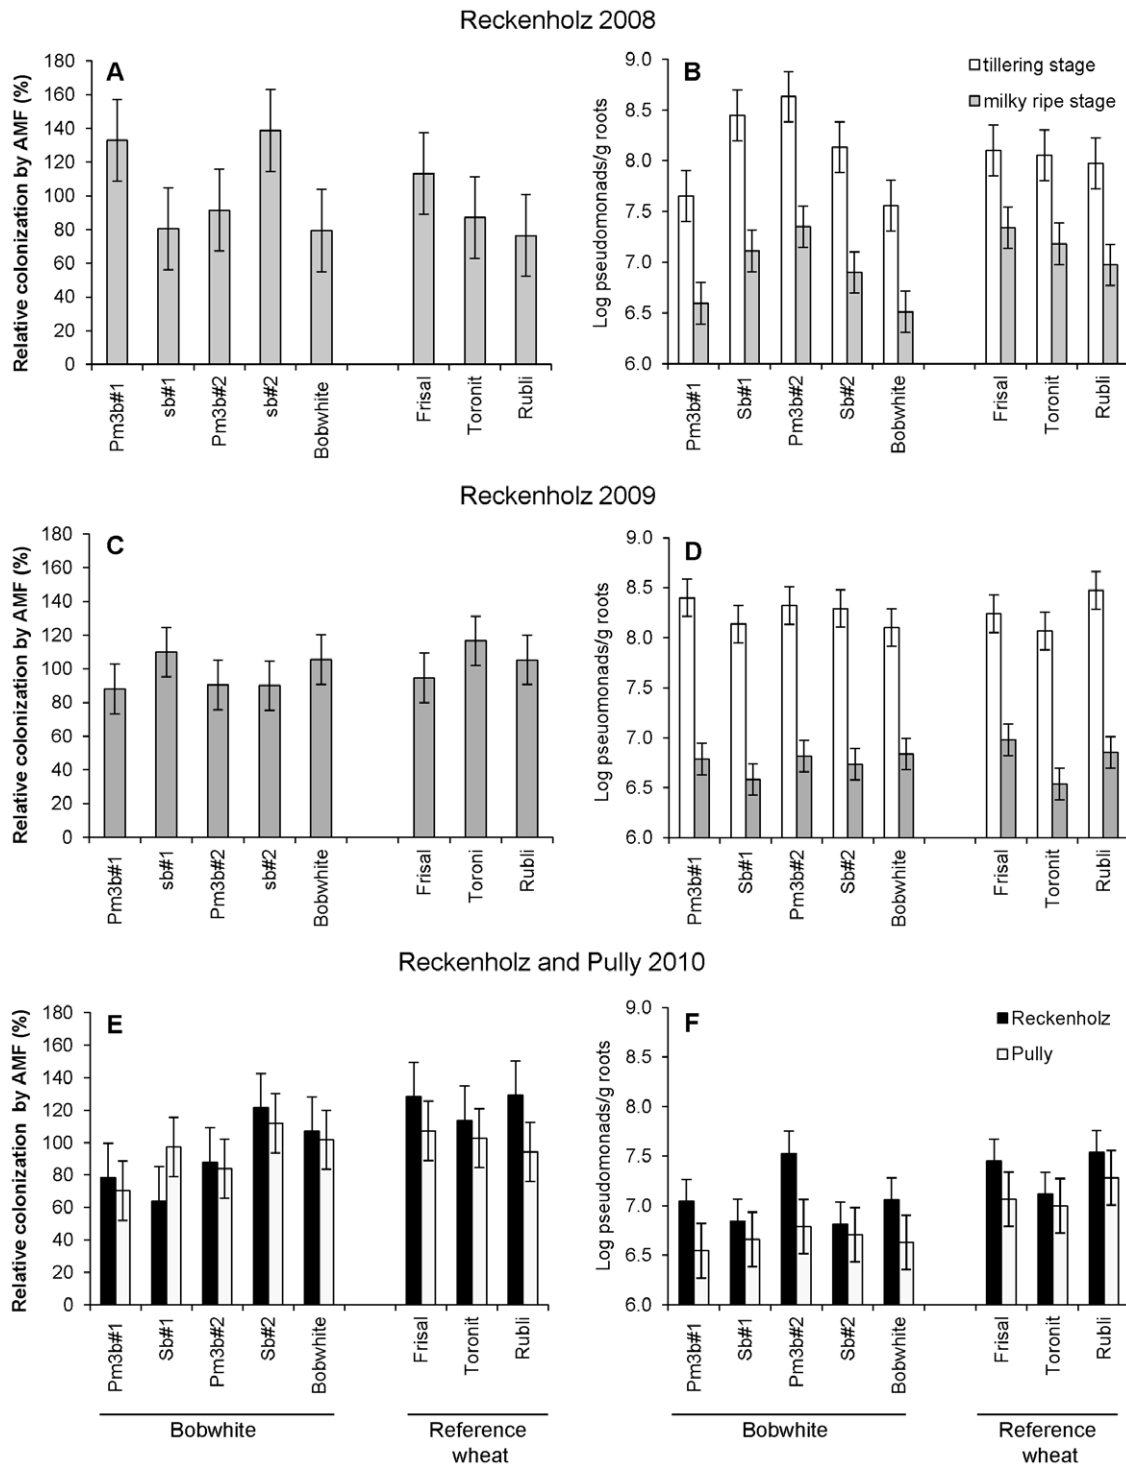 Reckenholz 2008
A
Relative colonization by AMF (%)
180
160
140
120
100
80
60
40
20
0
Pm3b#1
sb#1
Pm3b#2
sb#2
Bobwhite
Frisal
Toronit
Rubli
B
Log pseudomonads/g roots
9.0
8.5
8.0
7.5
7.0
6.5
6.0
tillering stage
milky ripe stage
Pm3b#1
Sb#1
Pm3b#2
Sb#2
Bobwhite
Frisal
Toronit
Rubli
Reckenholz 2009
C
Relative colonization by AMF (%)
180
160
140
120
100
80
60
40
20
0
Pm3b#1
sb#1
Pm3b#2
sb#2
Bobwhite
Frisal
Toroni
Rubli
D
Log pseuomonads/g roots
9.0
8.5
8.0
7.5
7.0
6.5
6.0
Pm3b#1
Sb#1
Pm3b#2
Sb#2
Bobwhite
Frisal
Toronit
Rubli
Reckenholz and Pully 2010
E
Relative colonization by AMF (%)
180
160
140
120
100
80
60
40
20
0
Pm3b#1
Sb#1
Pm3b#2
Sb#2
Bobwhite
Frisal
Toronit
Rubli
Bobwhite
Reference
wheat
F
Log pseudomonads/g roots
9.0
8.5
8.0
7.5
7.0
6.5
6.0
Reckenholz
Pully
Pm3b#1
Sb#1
Pm3b#2
Sb#2
Bobwhite
Frisal
Toronit
Rubli
Bobwhite
Reference
wheat